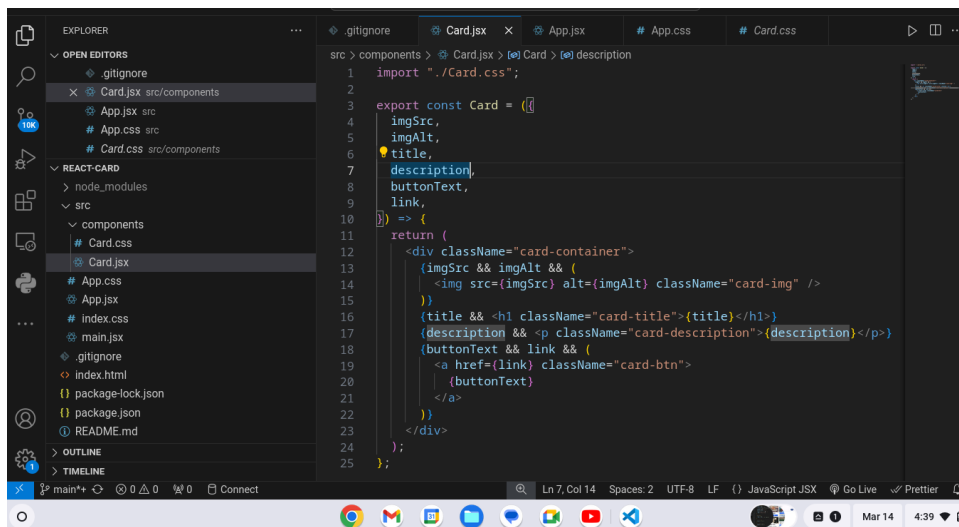 EXPLORER ...
OPEN EDITORS
.gitignore
Card.jsx src/components
App.jsx src
App.css src
Card.css src/components
REACT-CARD
node_modules
src
components
Card.css
Card.jsx
App.css
App.jsx
index.css
main.jsx
.gitignore
index.html
package-lock.json
package.json
README.md
OUTLINE
TIMELINE
10K
1
.gitignore Card.jsx App.jsx App.css Card.css
src > components > Card.jsx > Card > description
1 import "./Card.css";
2
3 export const Card = ({
4 imgSrc,
5 imgAlt,
6 title,
7 description,
8 buttonText,
9 link,
10 }) => {
11 return (
12 <div className="card-container">
13 {imgSrc && imgAlt && (
14 <img src={imgSrc} alt={imgAlt} className="card-img" />
15 )}
16 {title && <h1 className="card-title">{title}</h1>}
17 {description && <p className="card-description">{description}</p>}
18 {buttonText && link && (
19 <a href={link} className="card-btn">
20 {buttonText}
21 </a>
22 )}
23 </div>
24 );
25 };
main*+ 0 0 0 Connect Ln 7, Col 14 Spaces: 2 UTF-8 LF {} JavaScript JSX Go Live Prettier
31 Mar 14 4:39